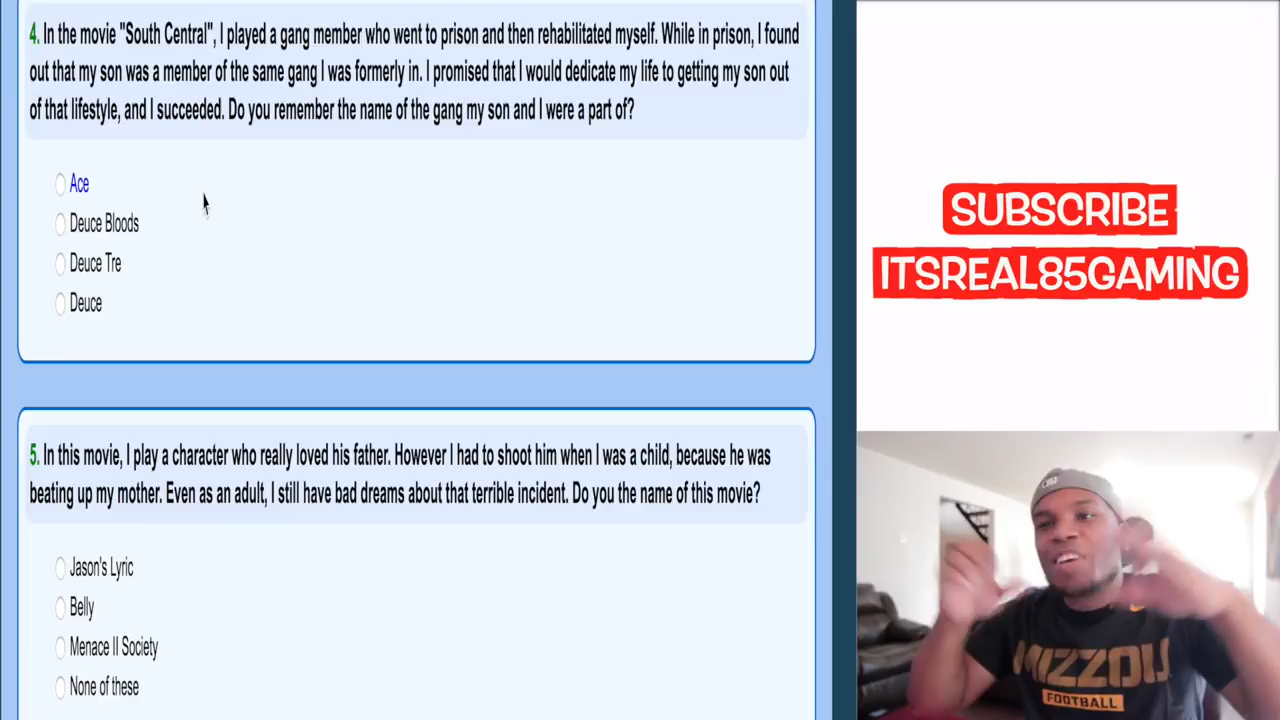 4. In the movie "South Central", I played a gang member who went to prison and then rehabilitated myself. While in prison, I found
out that my son was a member of the same gang I was formerly in. I promised that I would dedicate my life to getting my son out
of that lifestyle, and I succeeded. Do you remember the name of the gang my son and I were a part of?
Ace
Deuce Bloods
Deuce Tre
Deuce
5. In this movie, I play a character who really loved his father. However I had to shoot him when I was a child, because he was
beating up my mother. Even as an adult, I still have bad dreams about that terrible incident. Do you the name of this movie?
Jason's Lyric
Belly
Menace II Society
None of these
SUBSCRIBE
ITSREAL85GAMING
MIZZOU
FOOTBALL